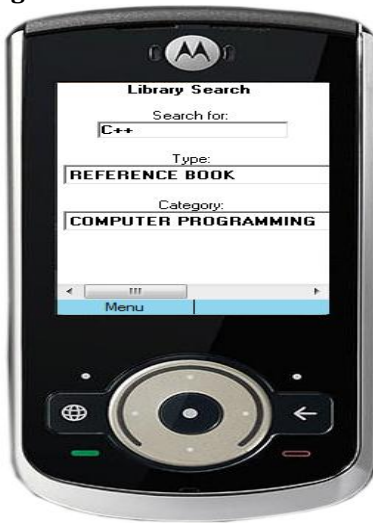 Library Search
Search for:
C++
Type:
REFERENCE BOOK
Category:
COMPUTER PROGRAMMING
Menu